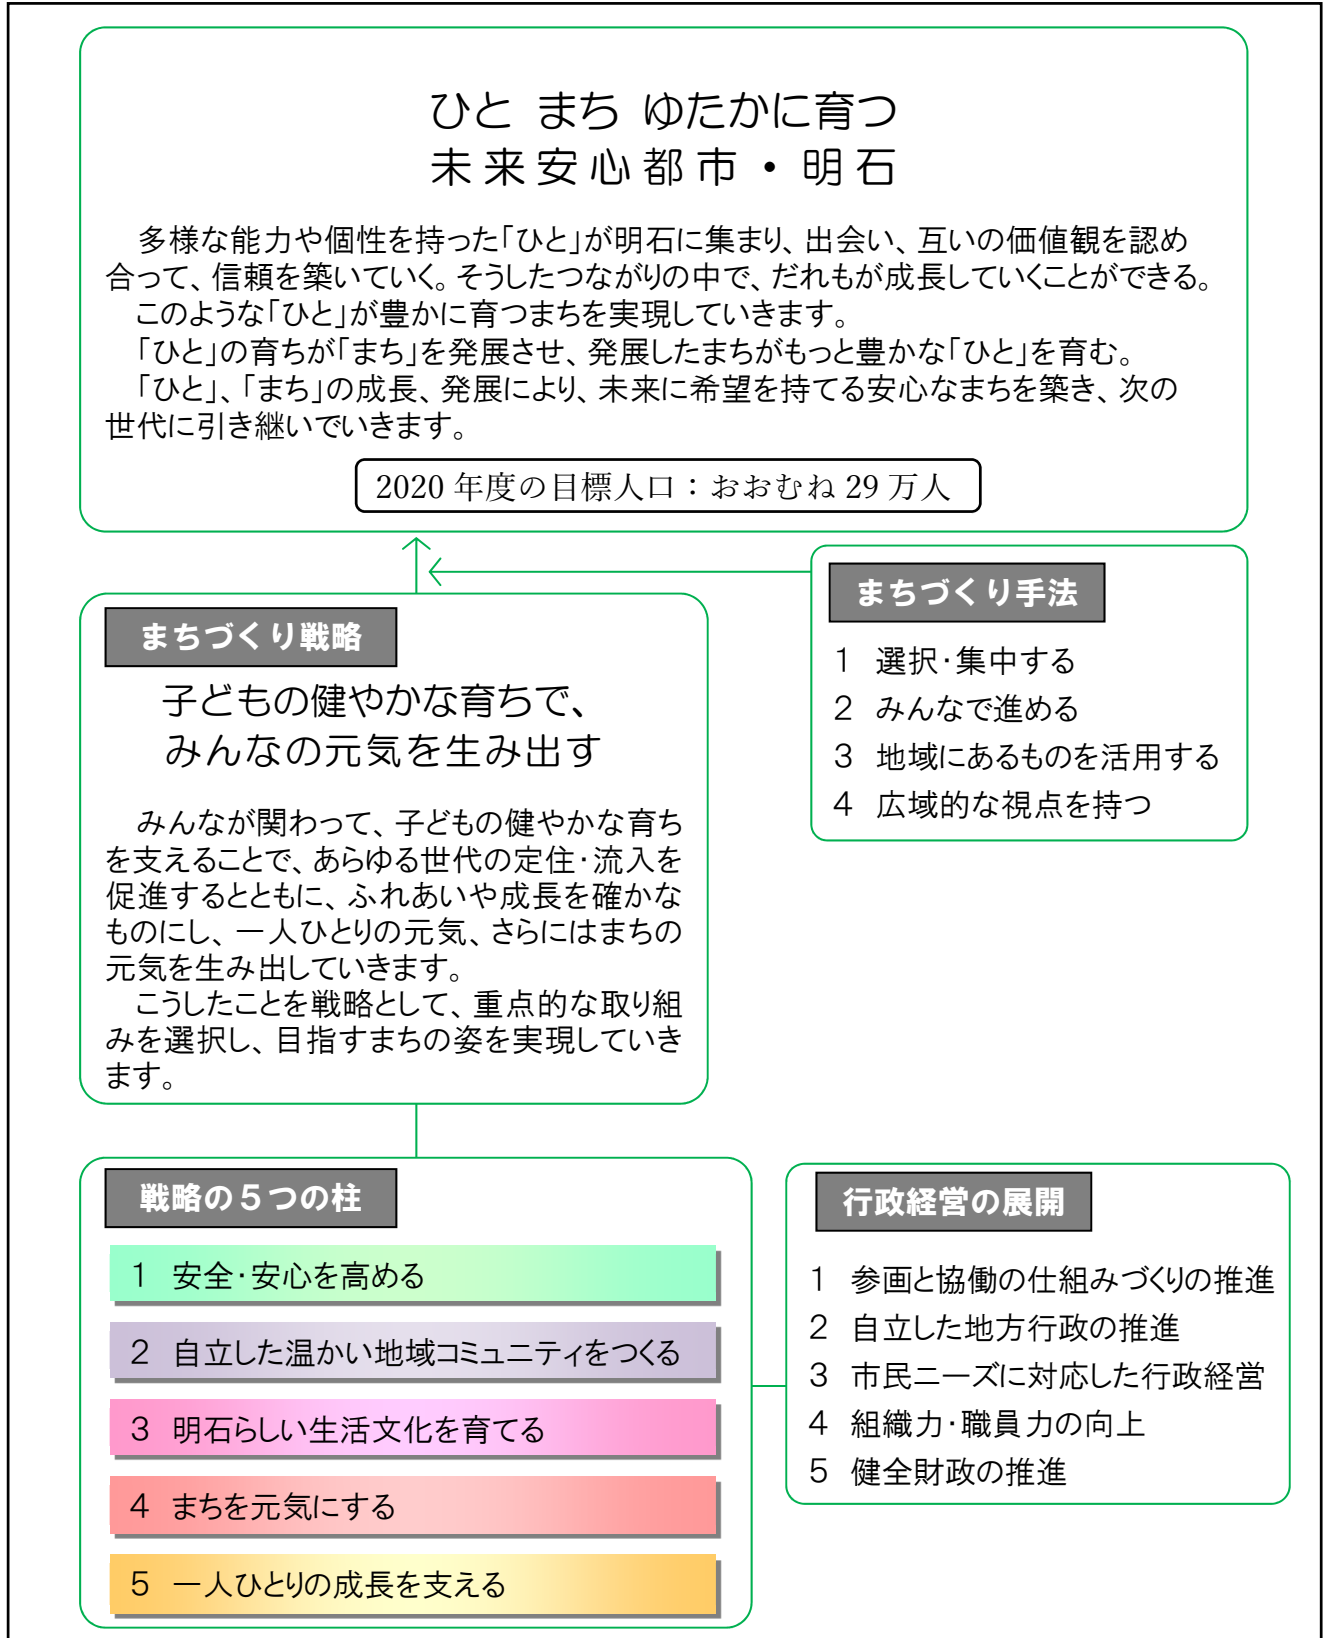 ひと まち ゆたかに育つ
未来安心都市・明石
多様な能力や個性を持った「ひと」が明石に集まり、出会い、互いの価値観を認め
合って、信頼を築いていく。そうしたつながりの中で、だれもが成長していくことができる。
このような「ひと」が豊かに育つまちを実現していきます。
「ひと」の育ちが「まち」を発展させ、発展したまちがもっと豊かな「ひと」を育む。
「ひと」、「まち」の成長、発展により、未来に希望を持てる安心なまちを築き、次の
世代に引き継いでいきます。
2020 年度の目標人口：おおむね 29 万人
まちづくり手法
1 選択・集中する
2 みんなで進める
3 地域にあるものを活用する
4 広域的な視点を持つ
まちづくり戦略
子どもの健やかな育ちで、
みんなの元気を生み出す
みんなが関わって、子どもの健やかな育ち
を支えることで、あらゆる世代の定住・流入を
促進するとともに、ふれあいや成長を確かな
ものにし、一人ひとりの元気、さらにはまちの
元気を生み出していきます。
こうしたことを戦略として、重点的な取り組
みを選択し、目指すまちの姿を実現していき
ます。
戦略の５つの柱
1 安全・安心を高める
2 自立した温かい地域コミュニティをつくる
3 明石らしい生活文化を育てる
4 まちを元気にする
5 一人ひとりの成長を支える
行政経営の展開
1 参画と協働の仕組みづくりの推進
2 自立した地方行政の推進
3 市民ニーズに対応した行政経営
4 組織力・職員力の向上
5 健全財政の推進